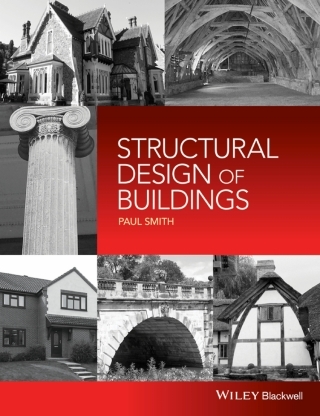 STRUCTURAL
DESIGN OF
BUILDINGS
PAUL SMITH
WILEY Blackwell